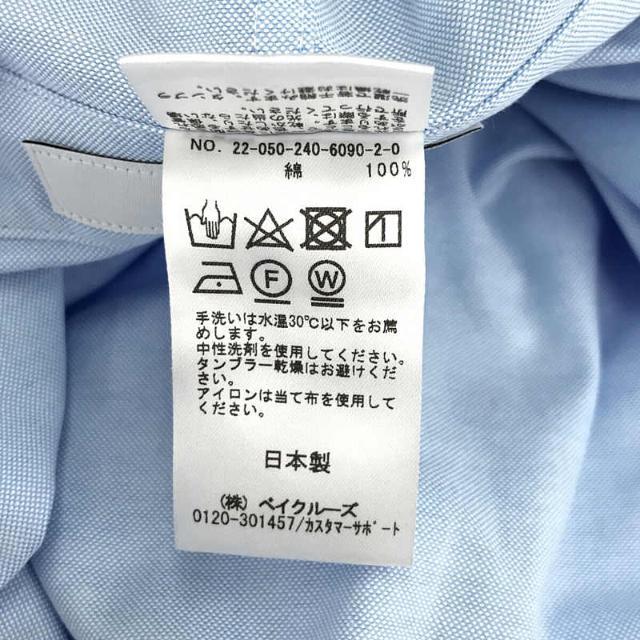 NO. 22-050-240-6090-2-0
綿 100%
F W
手洗いは水温30℃以下をお薦
めします。
中性洗剤を使用してください。
タンブラー乾燥はお避けくださ
い。
アイロンは当て布を使用して
ください。
日本製
(株) ベイクルーズ
0120-301457/カスタマーサポート